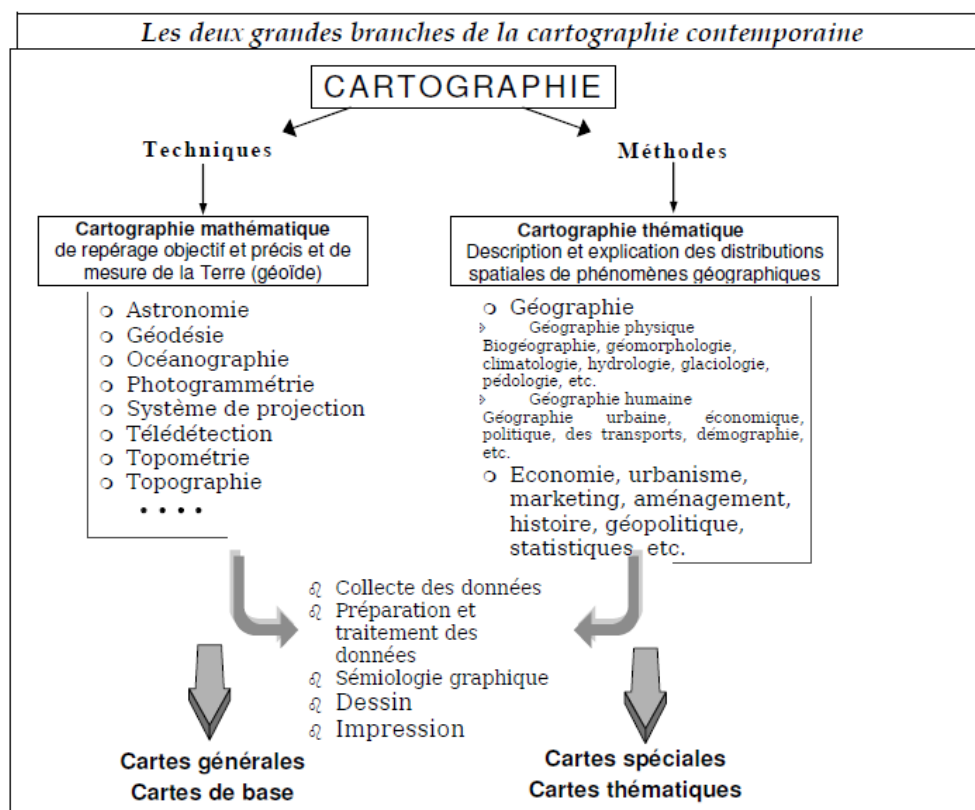 Les deux grandes branches de la cartographie contemporaine
CARTOGRAPHIE
Techniques
Méthodes
Cartographie mathématique
de repérage objectif et précis et de
mesure de la Terre (géoïde)
Cartographie thématique
Description et explication des distributions
spatiales de phénomènes géographiques
Astronomie
Géodésie
Océanographie
Photogrammétrie
Système de projection
Télédétection
Topométrie
Topographie
• • • •
Géographie
Géographie physique
Biogéographie, géomorphologie,
climatologie, hydrologie, glaciologie,
pédologie, etc.
Géographie humaine
Géographie urbaine, économique,
politique, des transports, démographie,
etc.
Economie, urbanisme,
marketing, aménagement,
histoire, géopolitique,
statistiques, etc.
Collecte des données
Préparation et
traitement des
données
Sémiologie graphique
Dessin
Impression
Cartes générales
Cartes de base
Cartes spéciales
Cartes thématiques